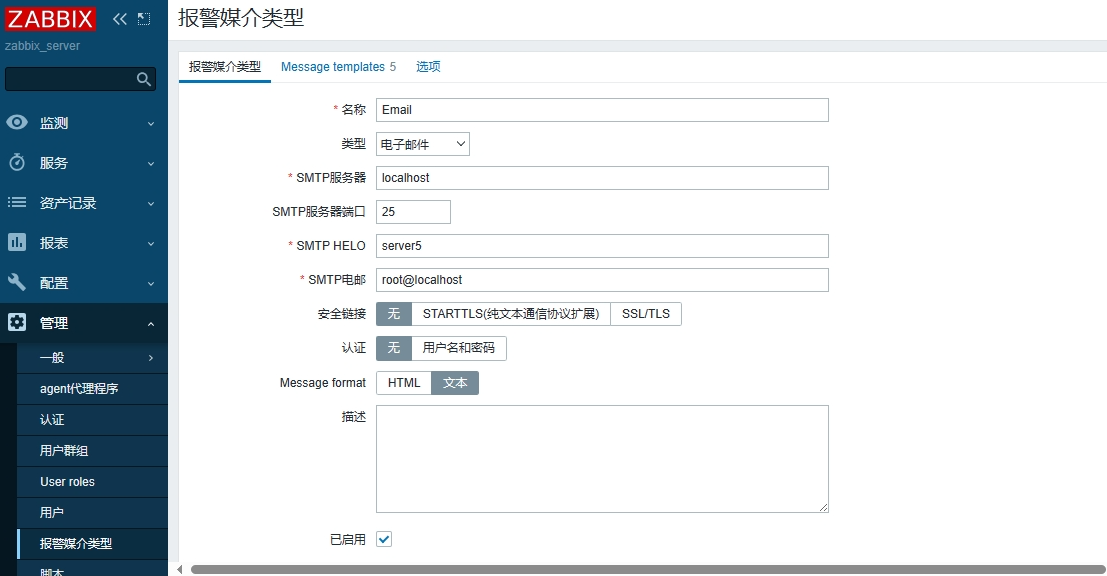 ZABBIX
zabbix_server
监测
服务
资产记录
报表
配置
管理
一般
agent代理程序
认证
用户群组
User roles
用户
报警媒介类型
脚本
报警媒介类型
报警媒介类型 Message templates 5 选项
* 名称 Email
类型 电子邮件
* SMTP服务器 localhost
SMTP服务器端口 25
* SMTP HELO server5
* SMTP电邮 root@localhost
安全链接 无 STARTTLS(纯文本通信协议扩展) SSL/TLS
认证 无 用户名和密码
Message format HTML 文本
描述
已启用